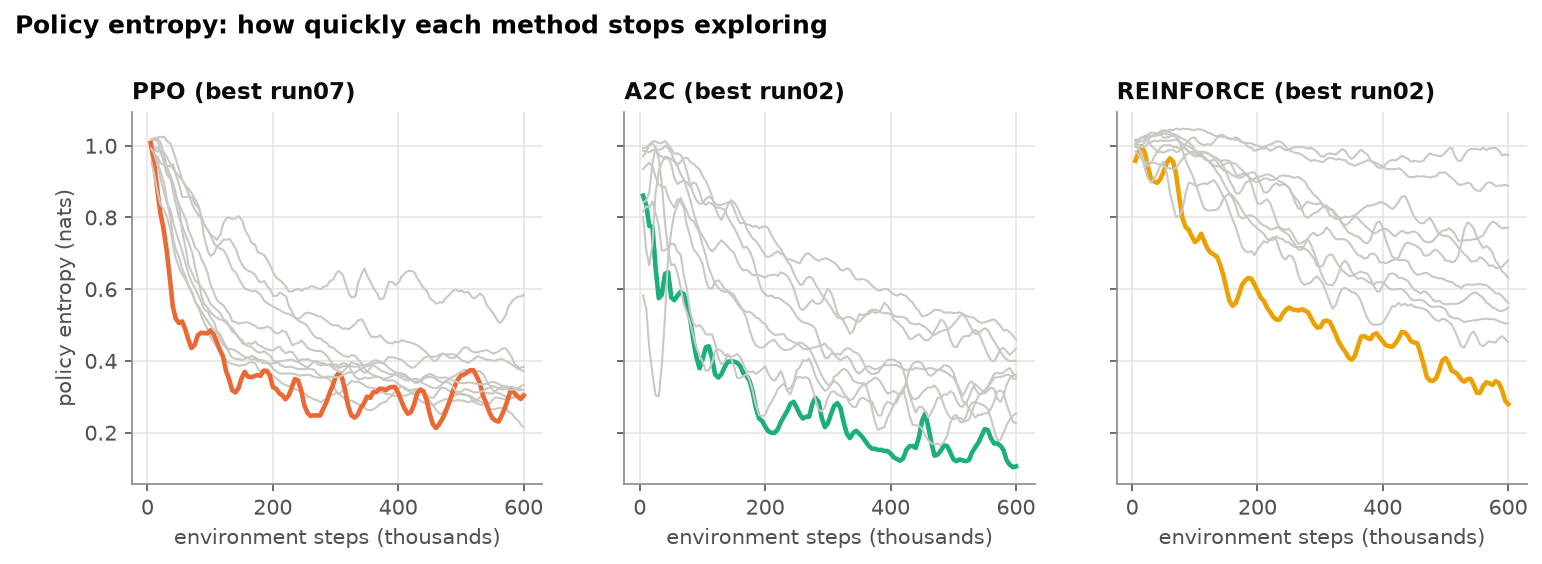 Policy entropy: how quickly each method stops exploring
PPO (best run07)
A2C (best run02)
REINFORCE (best run02)
policy entropy (nats)
1.0
0.8
0.6
0.4
0.2
0 200 400 600
0 200 400 600
0 200 400 600
environment steps (thousands)
environment steps (thousands)
environment steps (thousands)